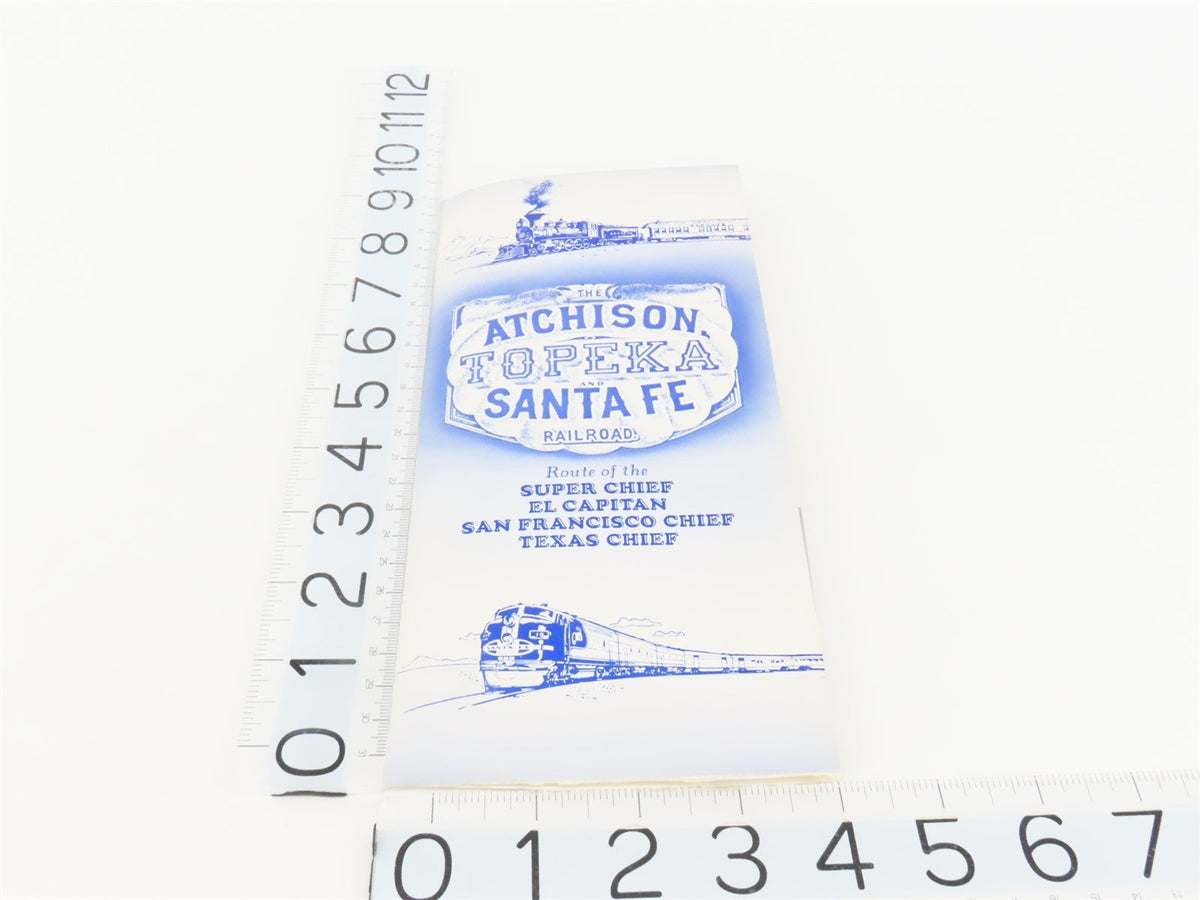 THE
ATCHISON,
TOPEKA
AND
SANTA FE
RAILROAD.
Route of the
SUPER CHIEF
EL CAPITAN
SAN FRANCISCO CHIEF
TEXAS CHIEF
12
11
10
9
8
7
6
5
4
3
2
1
0
0 1 2 3 4 5 6 7